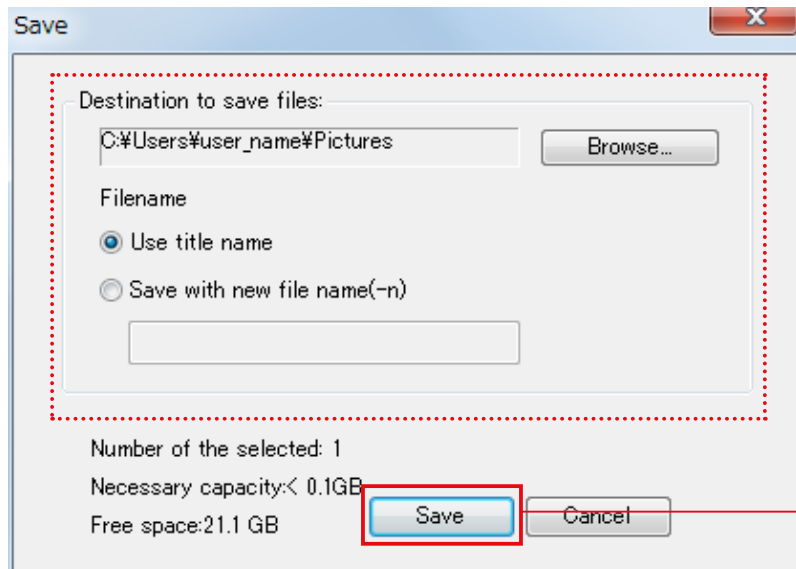 Save
Destination to save files:
C:¥Users¥user_name¥Pictures
Browse...
Filename
Use title name
Save with new file name(-n)
Number of the selected: 1
Necessary capacity:< 0.1GB
Free space:21.1 GB
Save
Cancel